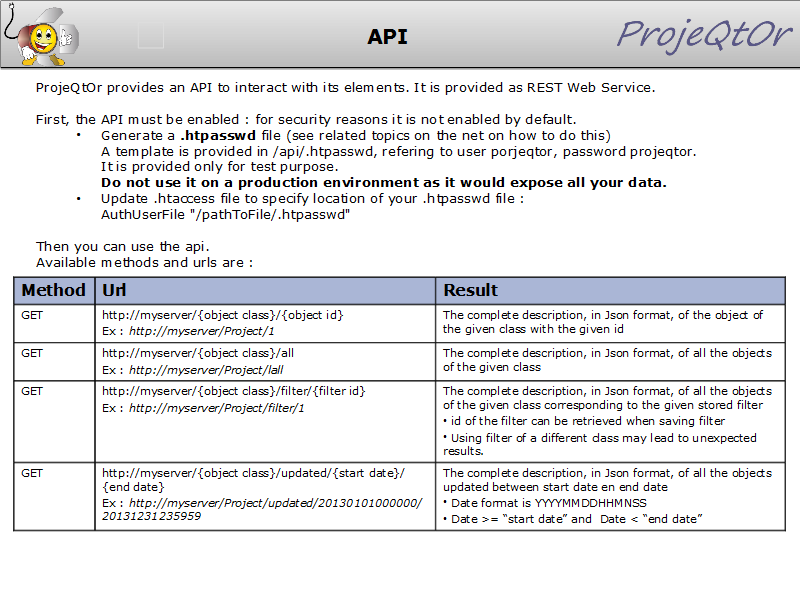 API
ProjeQtOr
ProjeQtOr provides an API to interact with its elements. It is provided as REST Web Service.
First, the API must be enabled : for security reasons it is not enabled by default.
• Generate a .htpasswd file (see related topics on the net on how to do this)
A template is provided in /api/.htpasswd, refering to user porjeqtor, password projeqtor.
It is provided only for test purpose.
Do not use it on a production environment as it would expose all your data.
• Update .htaccess file to specify location of your .htpasswd file :
AuthUserFile "/pathToFile/.htpasswd"
Then you can use the api.
Available methods and urls are :
Method Url Result
GET http://myserver/{object class}/{object id} The complete description, in Json format, of the object of
Ex : http://myserver/Project/1 the given class with the given id
GET http://myserver/{object class}/all The complete description, in Json format, of all the objects
Ex : http://myserver/Project/lall of the given class
GET http://myserver/{object class}/filter/{filter id} The complete description, in Json format, of all the objects
Ex : http://myserver/Project/filter/1 of the given class corresponding to the given stored filter
• id of the filter can be retrieved when saving filter
• Using filter of a different class may lead to unexpected
results.
GET http://myserver/{object class}/updated/{start date}/ The complete description, in Json format, of all the objects
{end date} updated between start date en end date
Ex : http://myserver/Project/updated/20130101000000/ • Date format is YYYYMMDDHHMNSS
20131231235959 • Date >= “start date” and Date < “end date”